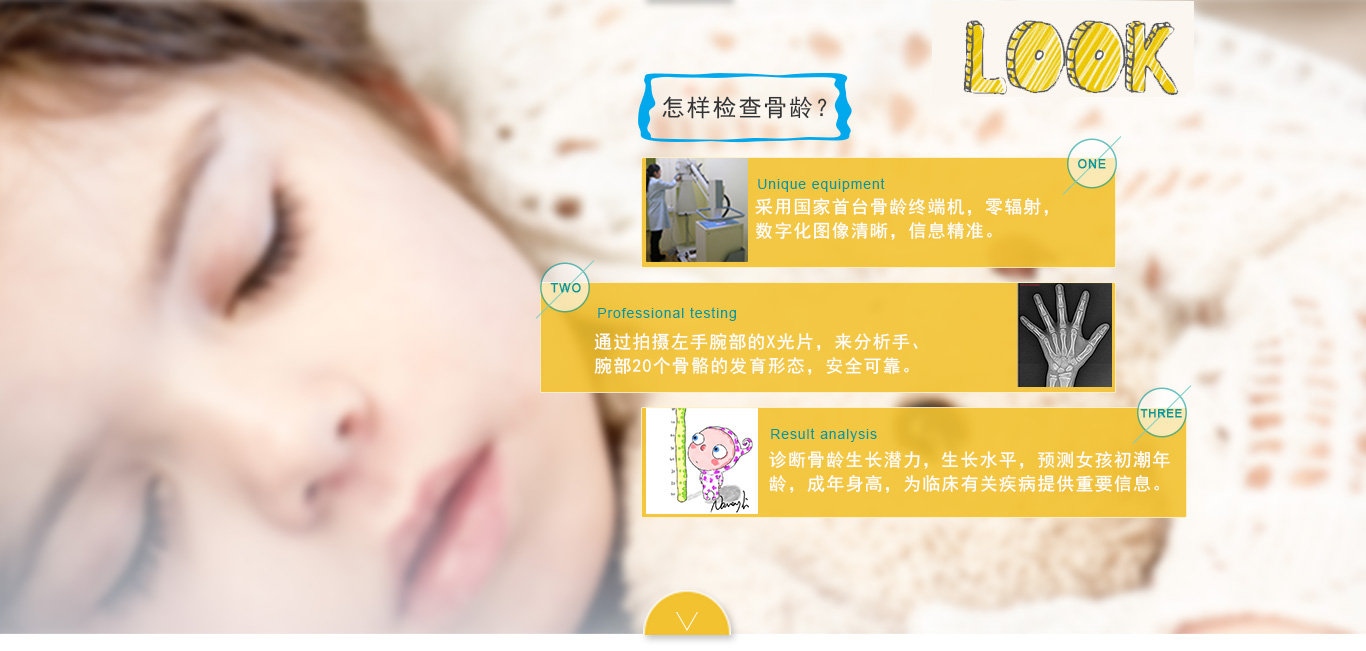 LOOK
怎样检查骨龄?
ONE
Unique equipment
采用国家首台骨龄终端机，零辐射，
数字化图像清晰，信息精准。
TWO
Professional testing
通过拍摄左手腕部的X光片，来分析手、
腕部20个骨骼的发育形态，安全可靠。
THREE
Result analysis
诊断骨龄生长潜力，生长水平，预测女孩初潮年
龄，成年身高，为临床有关疾病提供重要信息。